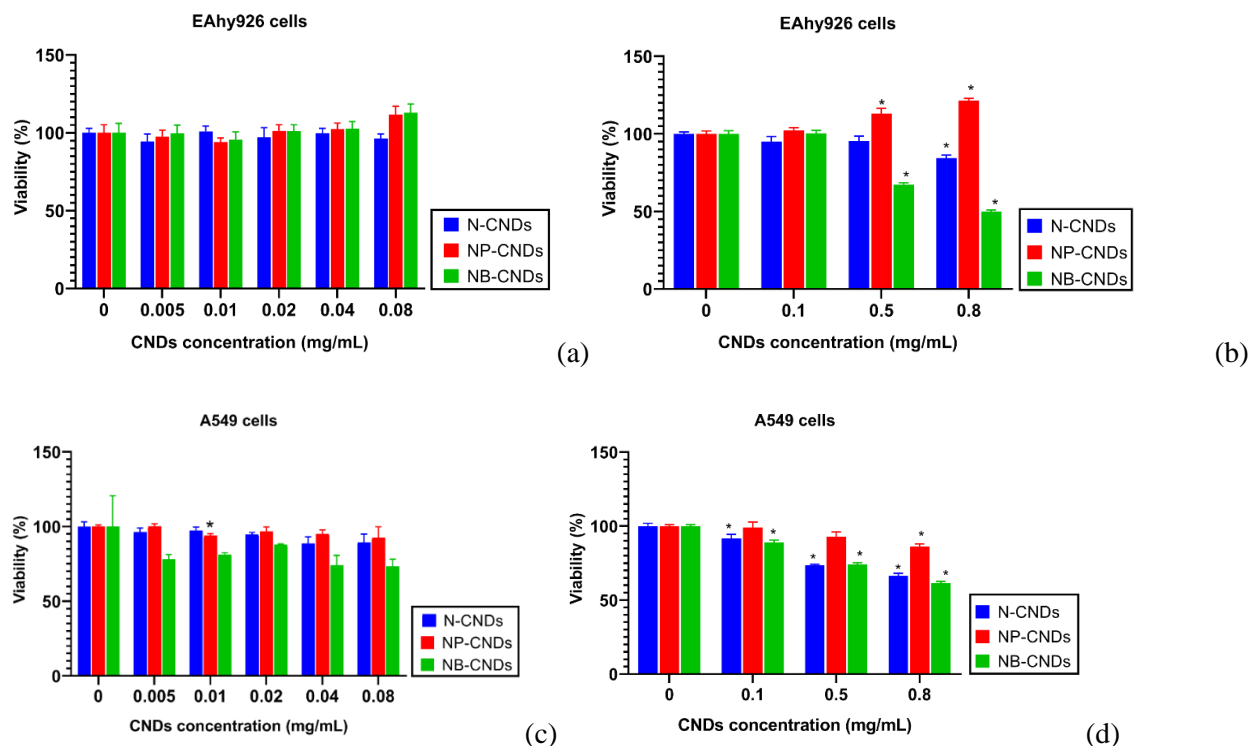 EAhy926 cells
150
100
50
0
Viability (%)
0 0.005 0.01 0.02 0.04 0.08
CNDs concentration (mg/mL)
N-CNDs
NP-CNDs
NB-CNDs
(a)
EAhy926 cells
150
100
50
0
Viability (%)
* * * * *
0 0.1 0.5 0.8
CNDs concentration (mg/mL)
N-CNDs
NP-CNDs
NB-CNDs
(b)
A549 cells
150
100
50
0
Viability (%)
*
0 0.005 0.01 0.02 0.04 0.08
CNDs concentration (mg/mL)
N-CNDs
NP-CNDs
NB-CNDs
(c)
A549 cells
150
100
50
0
Viability (%)
* * * * * * *
0 0.1 0.5 0.8
CNDs concentration (mg/mL)
N-CNDs
NP-CNDs
NB-CNDs
(d)